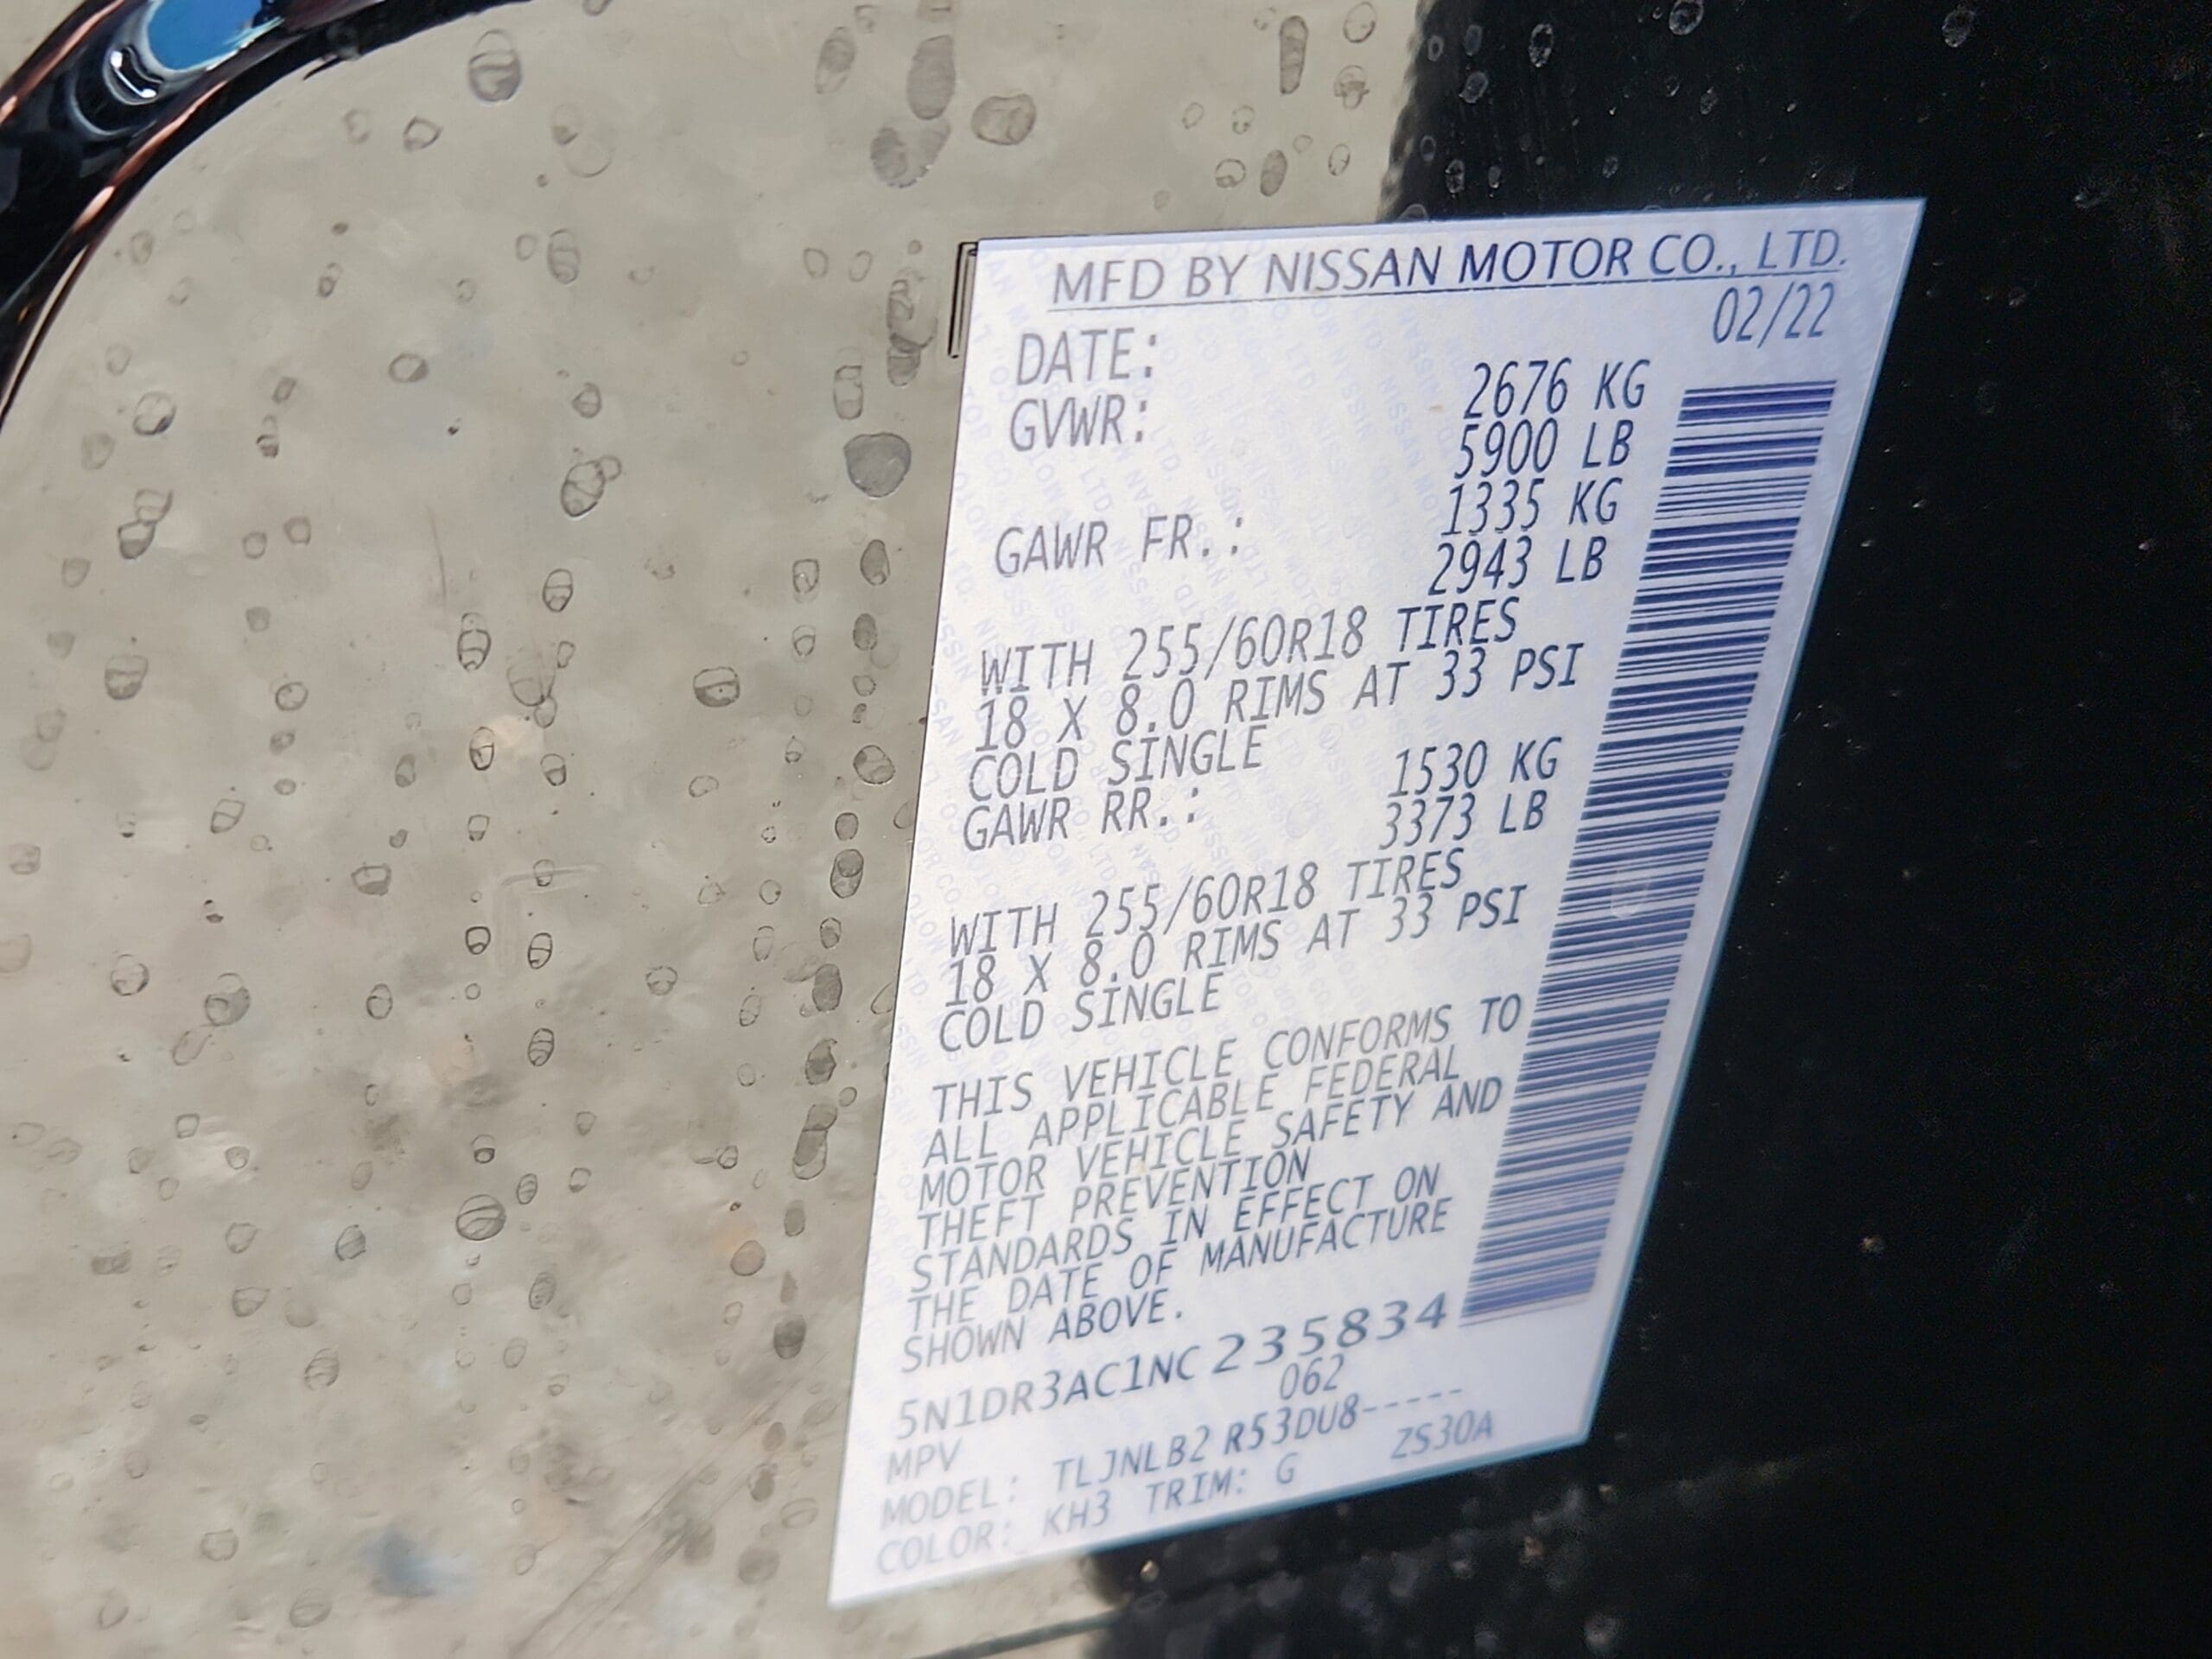 MFD BY NISSAN MOTOR CO., LTD.
DATE: 02/22
GVWR: 2676 KG
5900 LB
GAWR FR.: 1335 KG
2943 LB
WITH 255/60R18 TIRES
18 X 8.0 RIMS AT 33 PSI
COLD SINGLE
GAWR RR.: 1530 KG
3373 LB
WITH 255/60R18 TIRES
18 X 8.0 RIMS AT 33 PSI
COLD SINGLE
THIS VEHICLE CONFORMS TO
ALL APPLICABLE FEDERAL
MOTOR VEHICLE SAFETY AND
THEFT PREVENTION
STANDARDS IN EFFECT ON
THE DATE OF MANUFACTURE
SHOWN ABOVE.
5N1DR3AC1NC235834
MPV 062
MODEL: TLJNLB2 R53DU8-----
COLOR: KH3 TRIM: G ZS30A